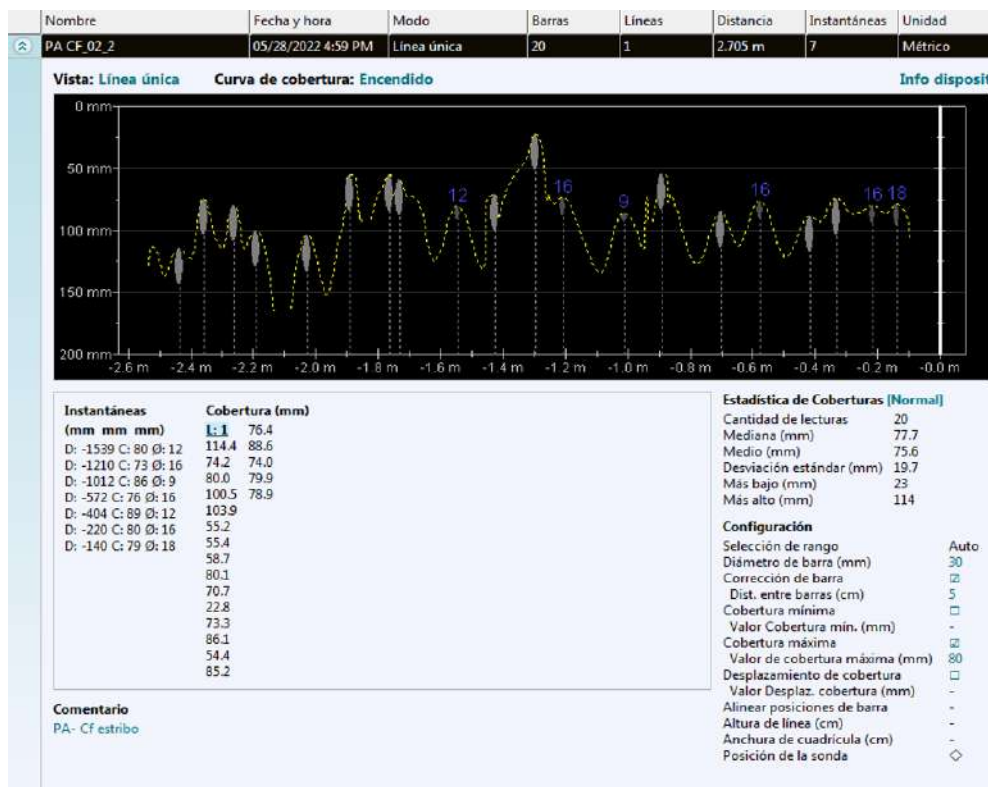 Nombre Fecha y hora Modo Barras Líneas Distancia Instantáneas Unidad
PA CF_02_2 05/28/2022 4:59 PM Línea única 20 1 2.705 m 7 Métrico
Vista: Línea única Curva de cobertura: Encendido Info disposit
0 mm
50 mm
100 mm
150 mm
200 mm
12 16 9 16 16 18
-2.6 m -2.4 m -2.2 m -2.0 m -1.8 m -1.6 m -1.4 m -1.2 m -1.0 m -0.8 m -0.6 m -0.4 m -0.2 m -0.0 m
Instantáneas
(mm mm mm)
D: -1539 C: 80 Ø: 12
D: -1210 C: 73 Ø: 16
D: -1012 C: 86 Ø: 9
D: -572 C: 76 Ø: 16
D: -404 C: 89 Ø: 12
D: -220 C: 80 Ø: 16
D: -140 C: 79 Ø: 18
Cobertura (mm)
L: 1 76.4
114.4 88.6
74.2 74.0
80.0 79.9
100.5 78.9
103.9
55.2
55.4
58.7
80.1
70.7
22.8
73.3
86.1
54.4
85.2
Estadística de Coberturas [Normal]
Cantidad de lecturas 20
Mediana (mm) 77.7
Medio (mm) 75.6
Desviación estándar (mm) 19.7
Más bajo (mm) 23
Más alto (mm) 114
Configuración
Selección de rango Auto
Diámetro de barra (mm) 30
Corrección de barra
Dist. entre barras (cm) 5
Cobertura mínima
Valor Cobertura mín. (mm) -
Cobertura máxima
Valor de cobertura máxima (mm) 80
Desplazamiento de cobertura
Valor Desplaz. cobertura (mm) -
Alinear posiciones de barra -
Altura de línea (cm) -
Anchura de cuadrícula (cm) -
Posición de la sonda
Comentario
PA- Cf estribo